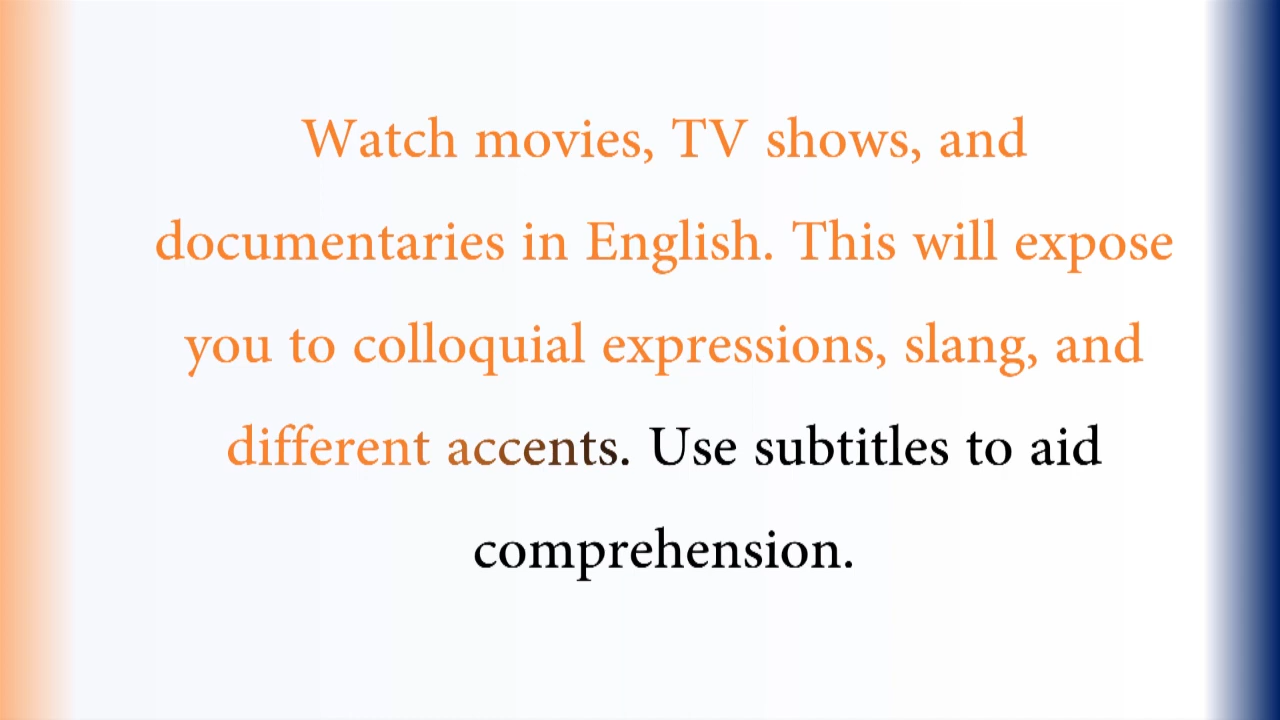 Watch movies, TV shows, and
documentaries in English. This will expose
you to colloquial expressions, slang, and
different accents. Use subtitles to aid
comprehension.